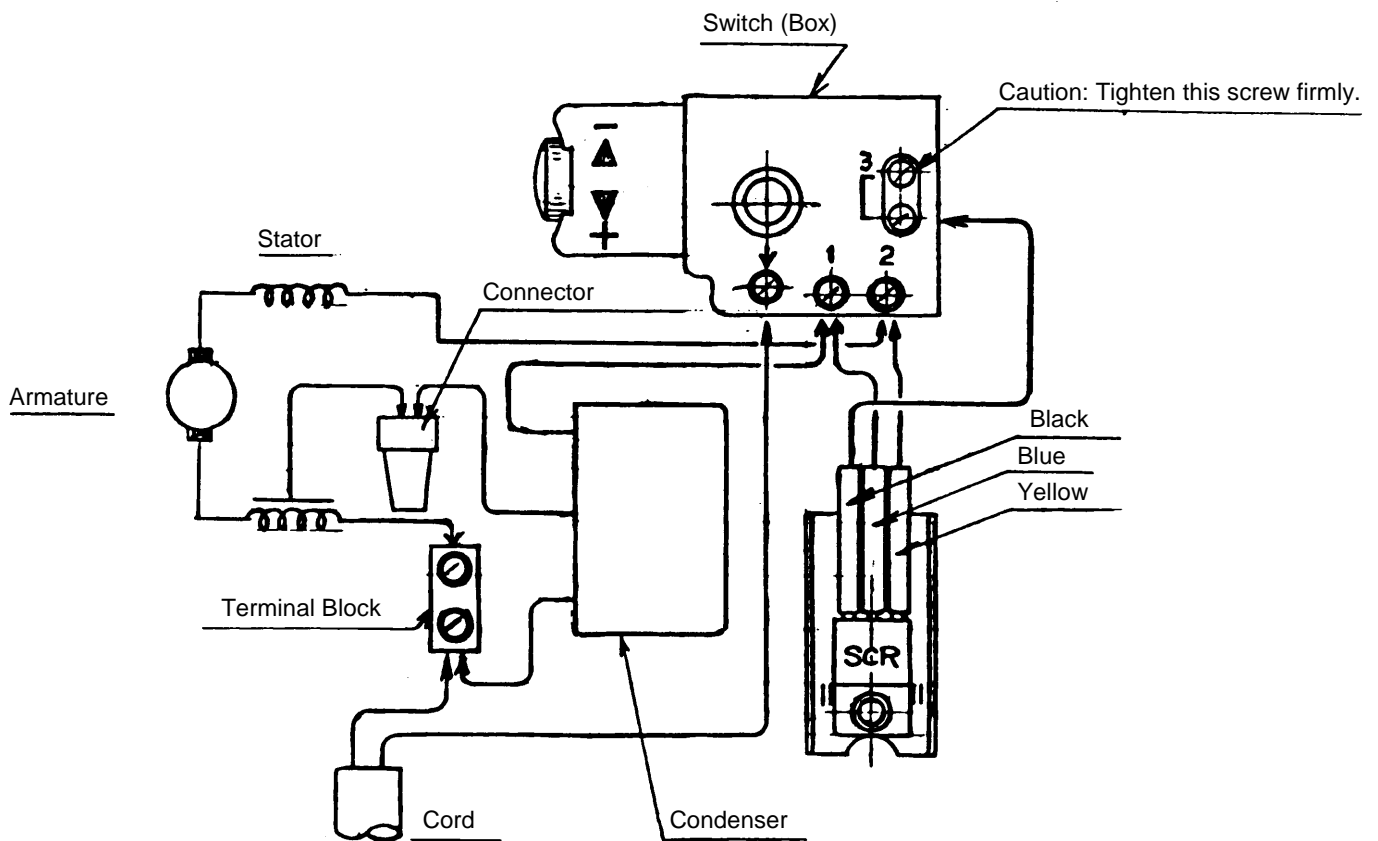 Switch (Box)
Caution: Tighten this screw firmly.
−
+
3
1
2
Stator
Connector
Armature
Black
Blue
Yellow
Terminal Block
SCR
Cord
Condenser